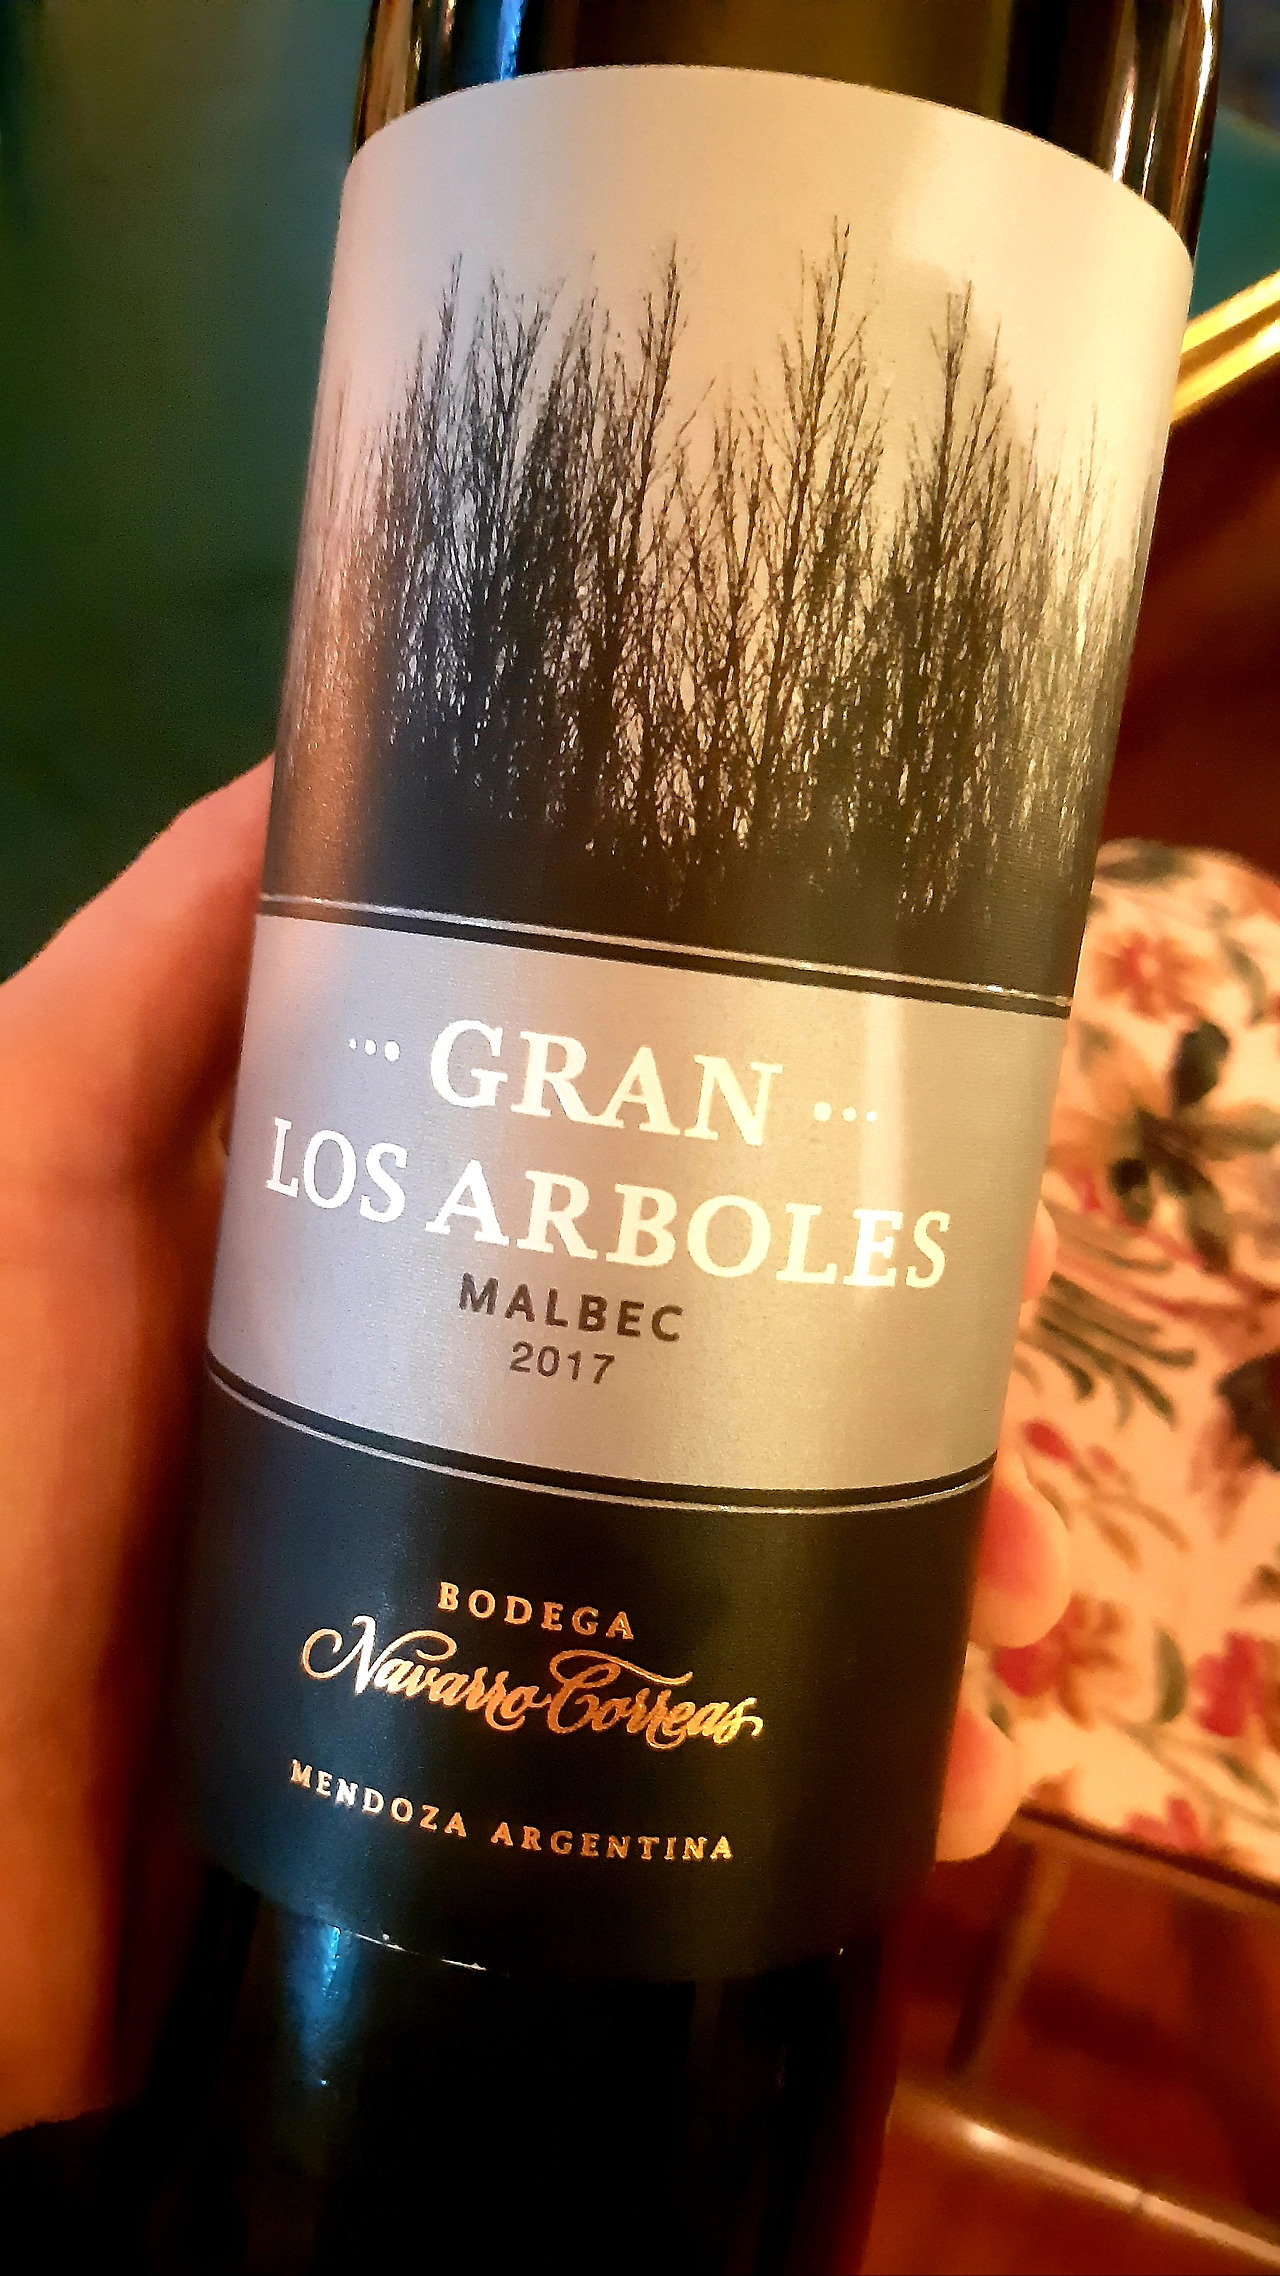 ... GRAN ...
LOS ARBOLES
MALBEC
2017
BODEGA
Navarro Correas
MENDOZA ARGENTINA